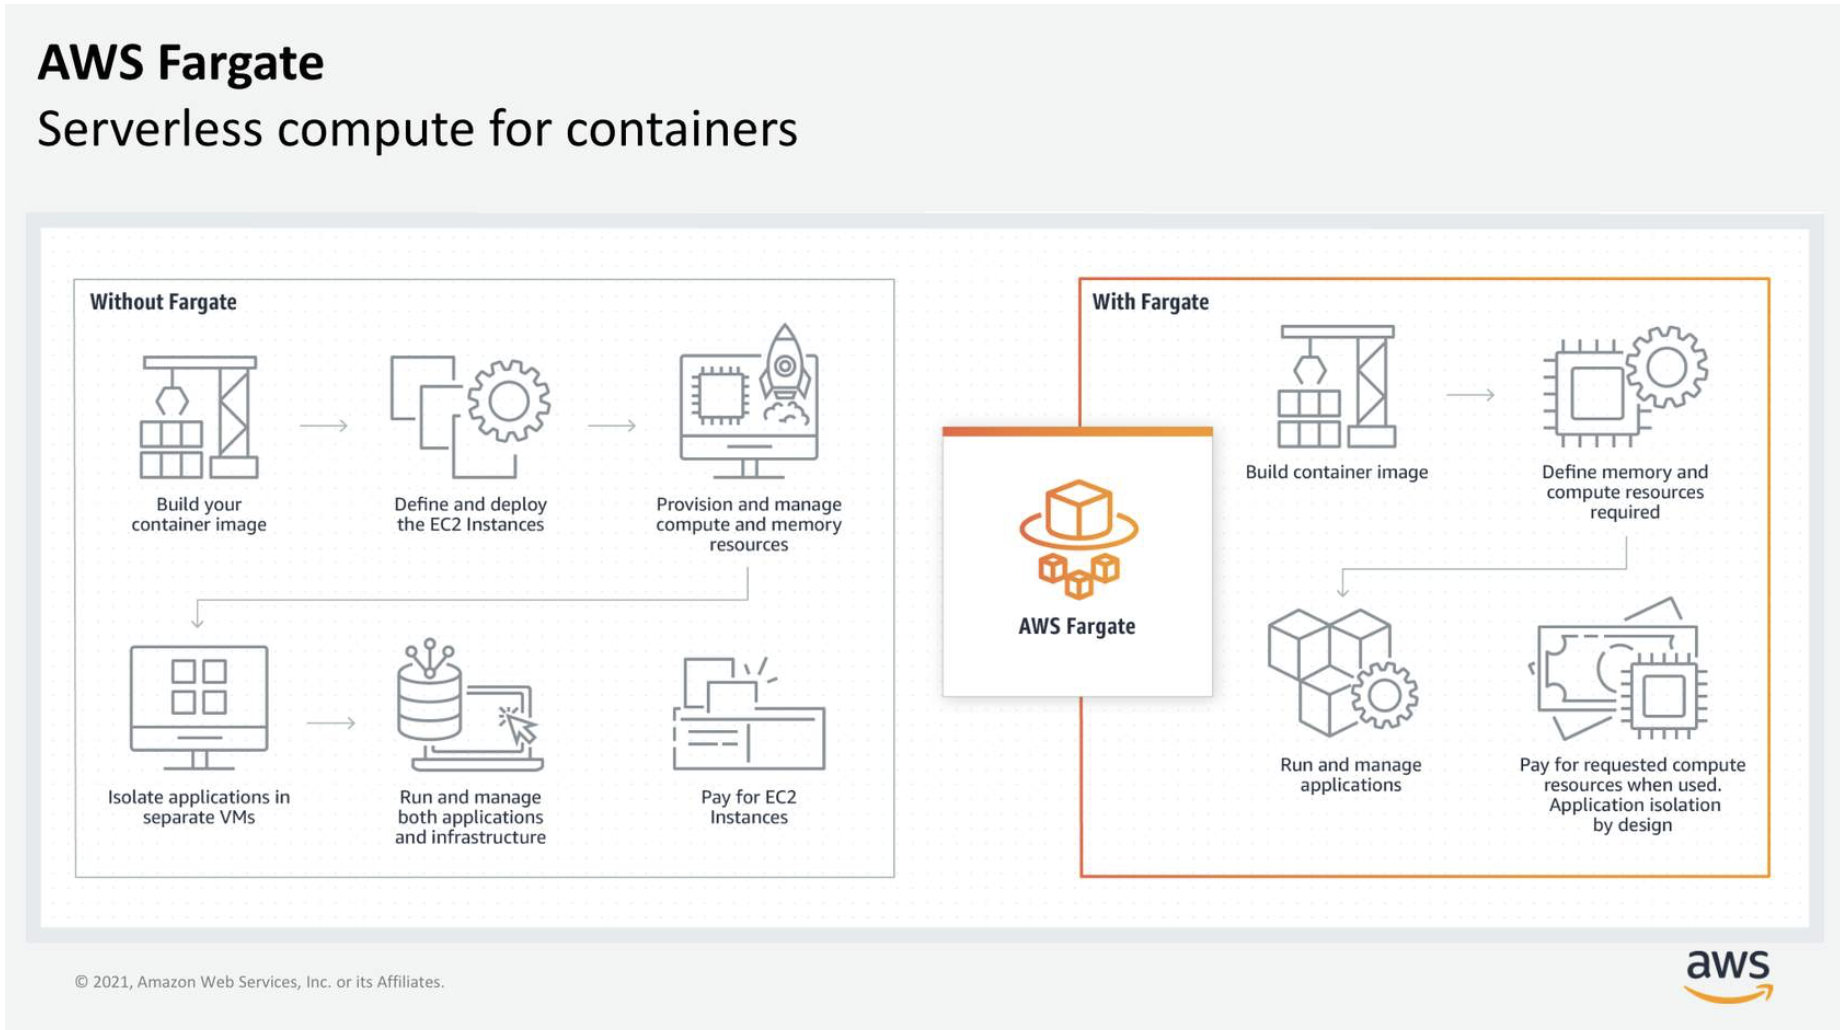 AWS Fargate
Serverless compute for containers
Without Fargate
Build your
container image
Define and deploy
the EC2 Instances
Provision and manage
compute and memory
resources
Isolate applications in
separate VMs
Run and manage
both applications
and infrastructure
Pay for EC2
Instances
AWS Fargate
With Fargate
Build container image
Define memory and
compute resources
required
Run and manage
applications
Pay for requested compute
resources when used.
Application isolation
by design
© 2021, Amazon Web Services, Inc. or its Affiliates.
aws